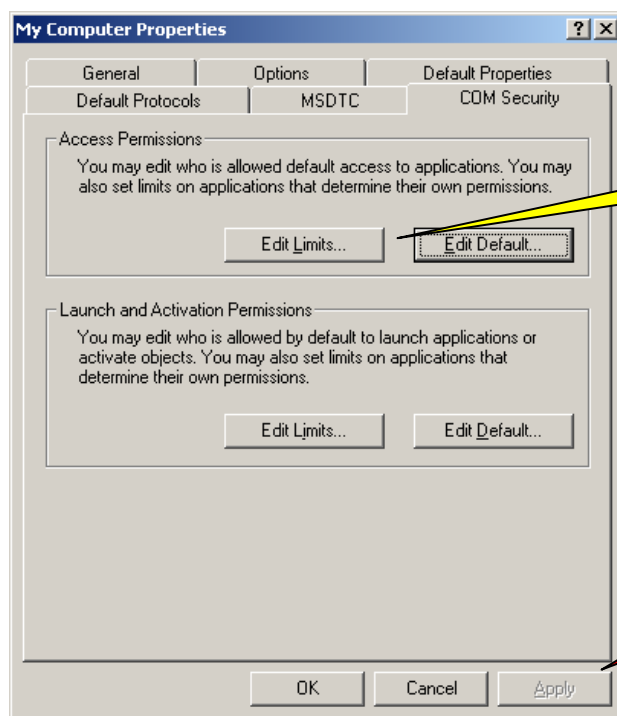 My Computer Properties
General Options Default Properties
Default Protocols MSDTC COM Security
Access Permissions
You may edit who is allowed default access to applications. You may
also set limits on applications that determine their own permissions.
Edit Limits... Edit Default...
Launch and Activation Permissions
You may edit who is allowed by default to launch applications or
activate objects. You may also set limits on applications that
determine their own permissions.
Edit Limits... Edit Default...
OK Cancel Apply